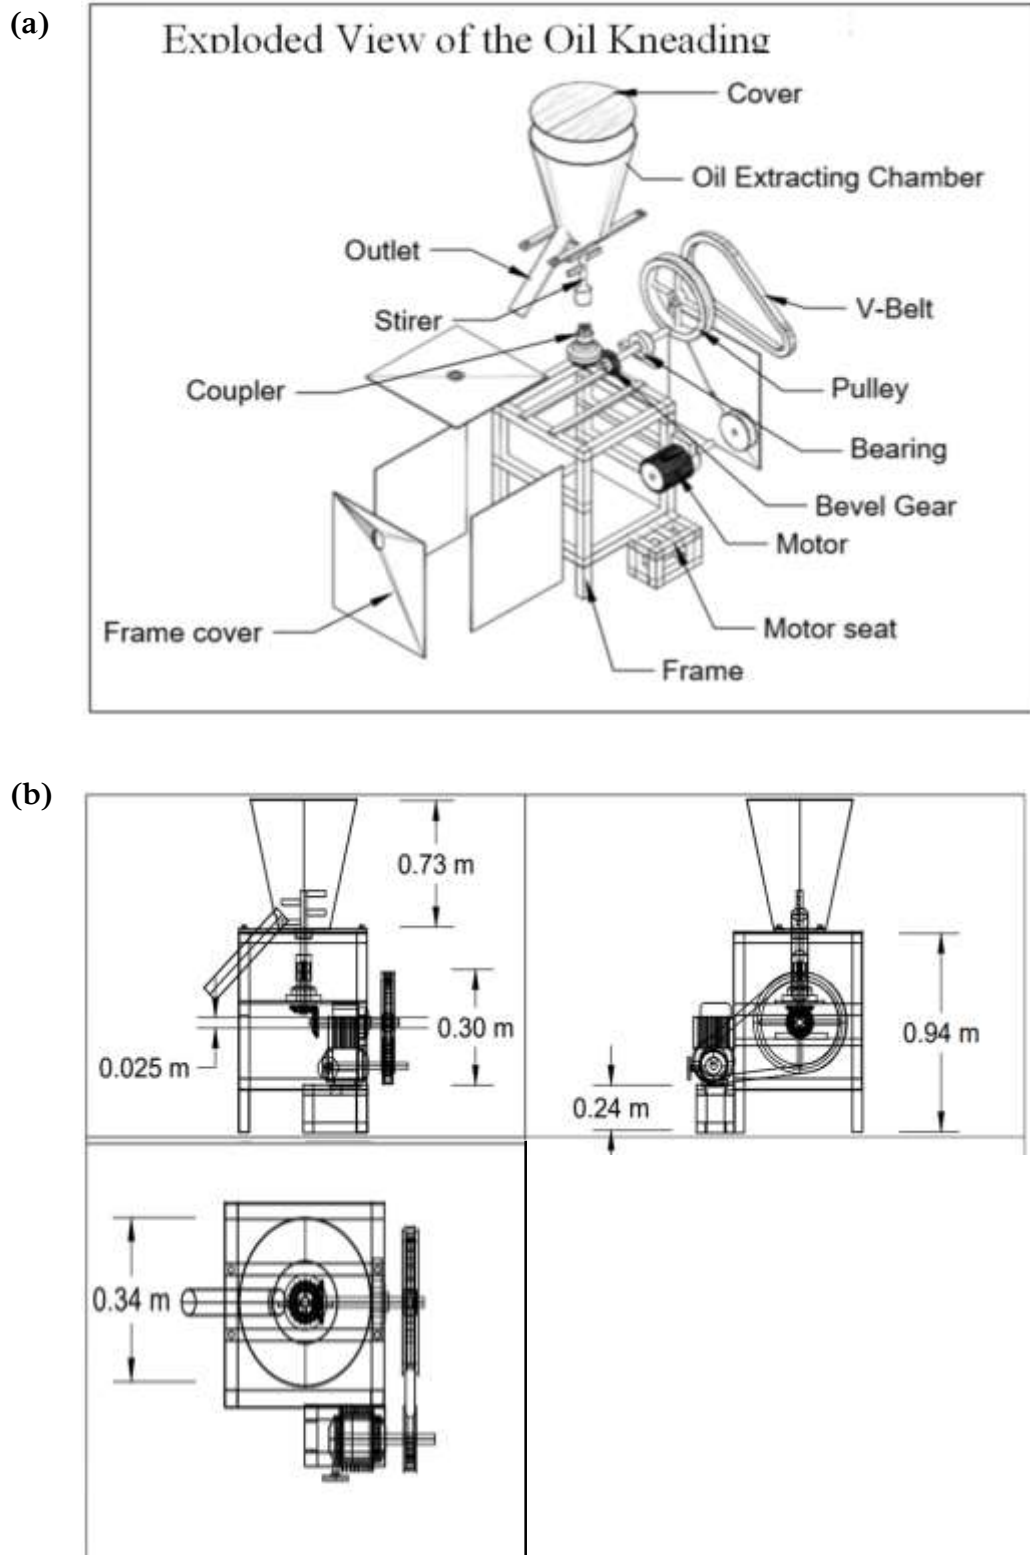 (a)
Exploded View of the Oil Kneading
Cover
Oil Extracting Chamber
Outlet
V-Belt
Stirer
Coupler
Pulley
Bearing
Bevel Gear
Motor
Frame cover
Motor seat
Frame
(b)
0.73 m
0.30 m
0.025 m
0.94 m
0.24 m
0.34 m